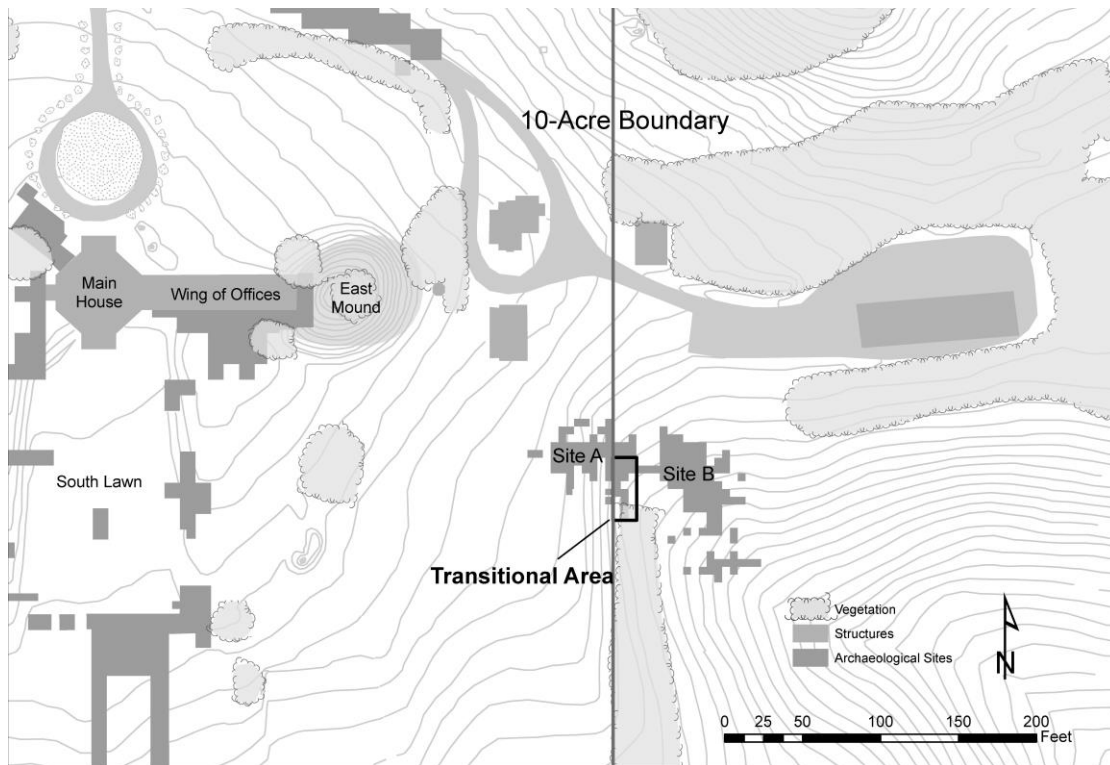 10-Acre Boundary
Main
House
Wing of Offices
East
Mound
Site A
Site B
South Lawn
Transitional Area
Vegetation
Structures
Archaeological Sites
N
0 25 50 100 150 200
Feet